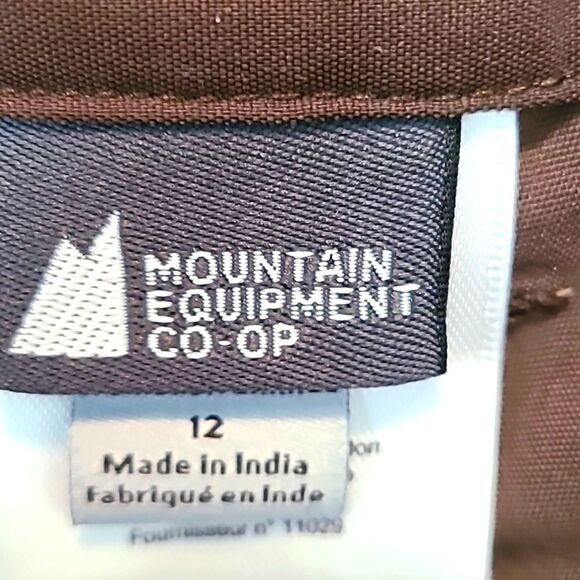 MOUNTAIN
EQUIPMENT
CO-OP
12
Made in India
Fabriqué en Inde
Fournisseur n° 11029